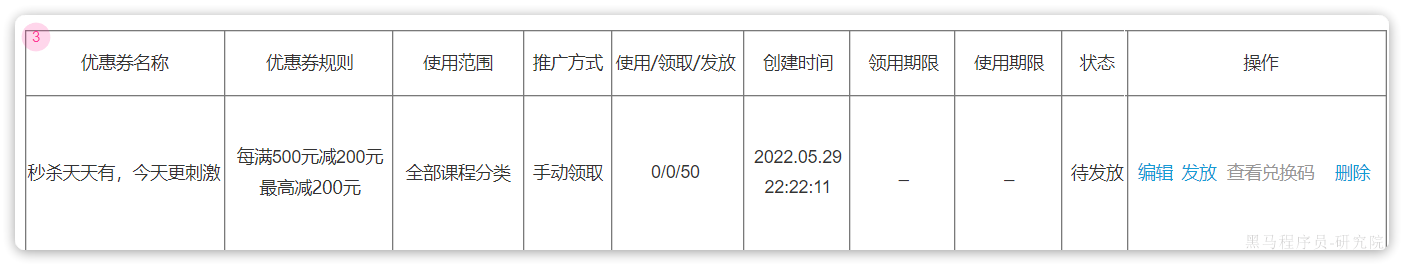 3
优惠券名称 优惠券规则 使用范围 推广方式 使用/领取/发放 创建时间 领用期限 使用期限 状态 操作
秒杀天天有，今天更刺激 每满500元减200元 全部课程分类 手动领取 0/0/50 2022.05.29 _ _ 待发放 编辑 发放 查看兑换码 删除
最高减200元 22:22:11
黑马程序员-研究院